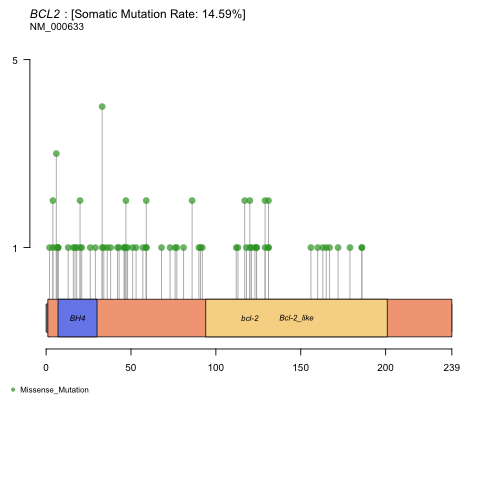 BCL2 : [Somatic Mutation Rate: 14.59%]
NM_000633
5
1
BH4 bcl-2 Bcl-2_like
0 50 100 150 200 239
Missense_Mutation